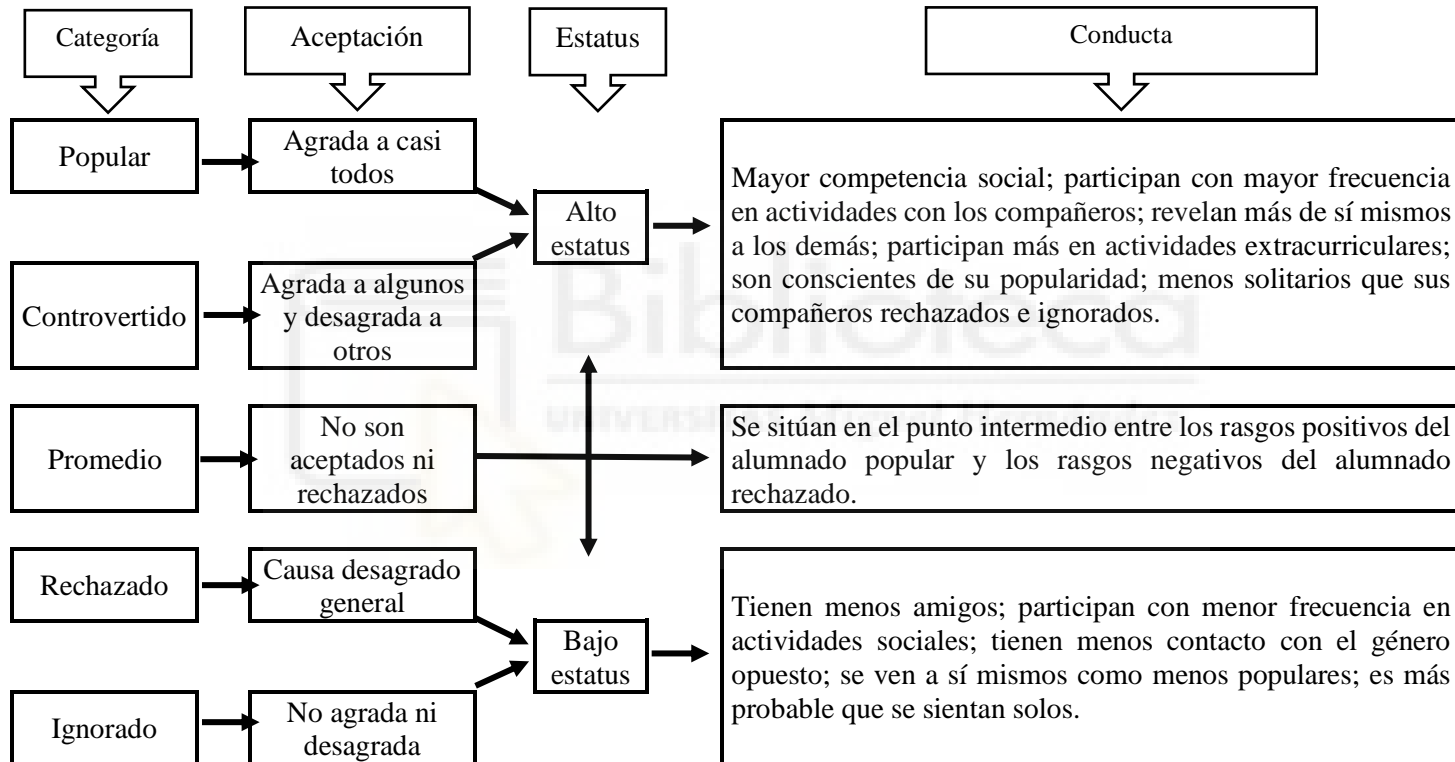 Categoría
Aceptación
Estatus
Conducta
Popular
Agrada a casi
todos
Controvertido
Agrada a algunos
y desagrada a
otros
Alto
estatus
Mayor competencia social; participan con mayor frecuencia
en actividades con los compañeros; revelan más de sí mismos
a los demás; participan más en actividades extracurriculares;
son conscientes de su popularidad; menos solitarios que sus
compañeros rechazados e ignorados.
Biblioteca
UNIVERSITAS Miguel Hernández
Promedio
No son
aceptados ni
rechazados
Se sitúan en el punto intermedio entre los rasgos positivos del
alumnado popular y los rasgos negativos del alumnado
rechazado.
Rechazado
Causa desagrado
general
Ignorado
No agrada ni
desagrada
Bajo
estatus
Tienen menos amigos; participan con menor frecuencia en
actividades sociales; tienen menos contacto con el género
opuesto; se ven a sí mismos como menos populares; es más
probable que se sientan solos.